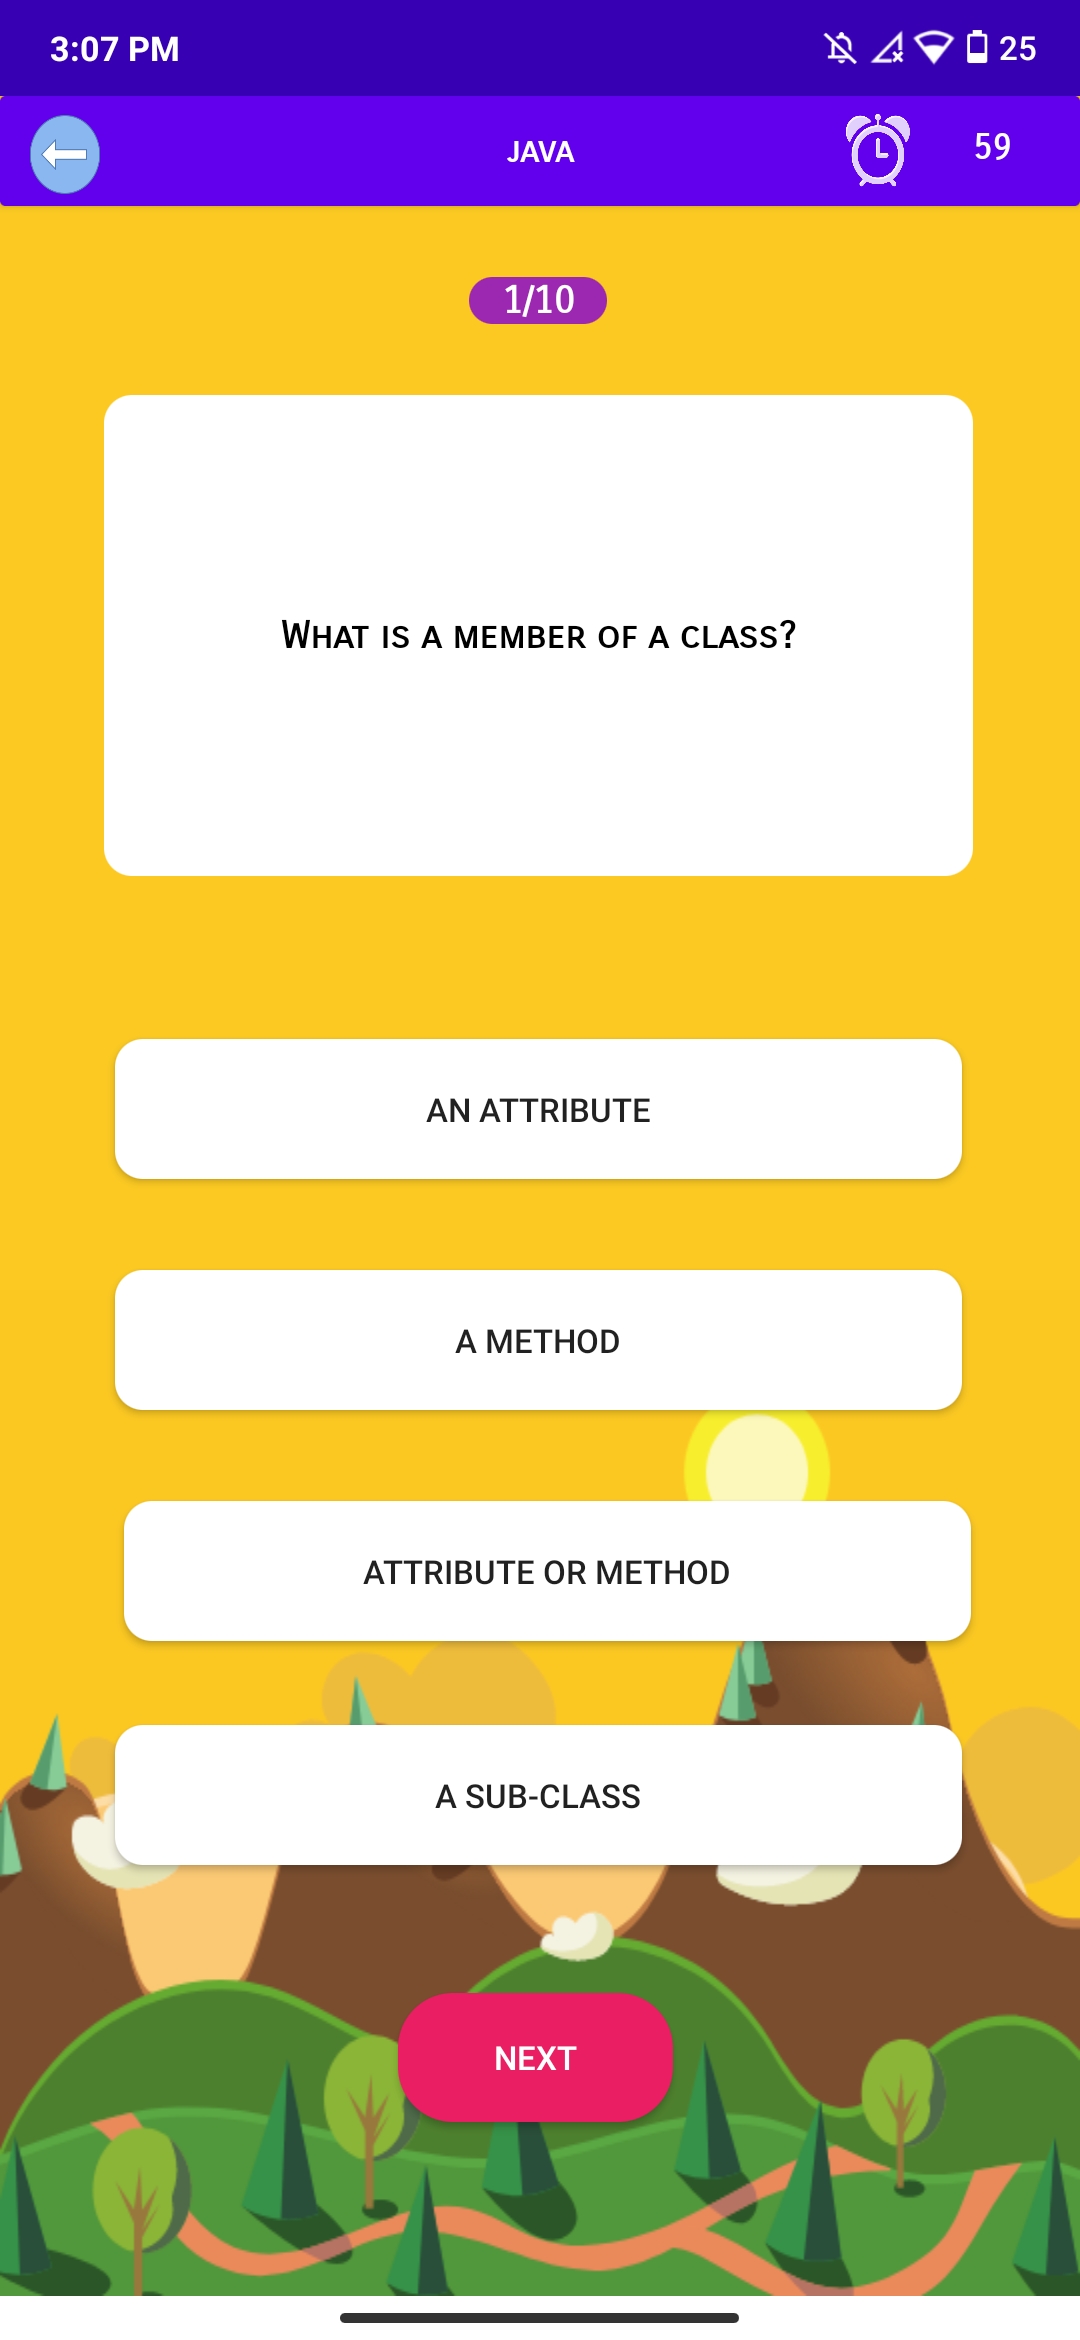 3:07 PM 25
JAVA 59
1/10
What is a member of a class?
AN ATTRIBUTE
A METHOD
ATTRIBUTE OR METHOD
A SUB-CLASS
NEXT